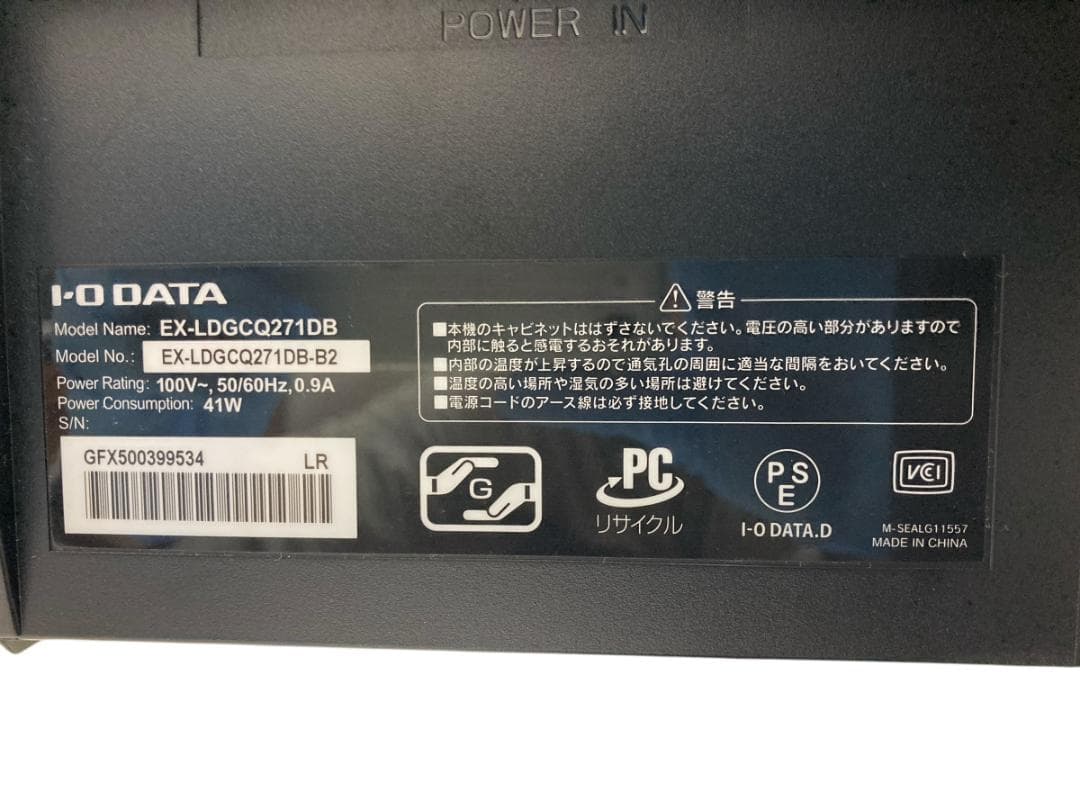 POWER IN
I-O DATA
Model Name: EX-LDGCQ271DB
Model No.: EX-LDGCQ271DB-B2
Power Rating: 100V~, 50/60Hz, 0.9A
Power Consumption: 41W
S/N:
GFX500399534 LR
警告
■本機のキャビネットははずさないでください。電圧の高い部分がありますので
内部に触ると感電するおそれがあります。
■内部の温度が上昇するので通気孔の周囲に適当な間隔をおいてください。
■温度の高い場所や湿気の多い場所は避けてください。
■電源コードのアース線は必ず接地してください。
G
PC
リサイクル
PSE
I-O DATA.D
VCI
M-SEALG11557
MADE IN CHINA